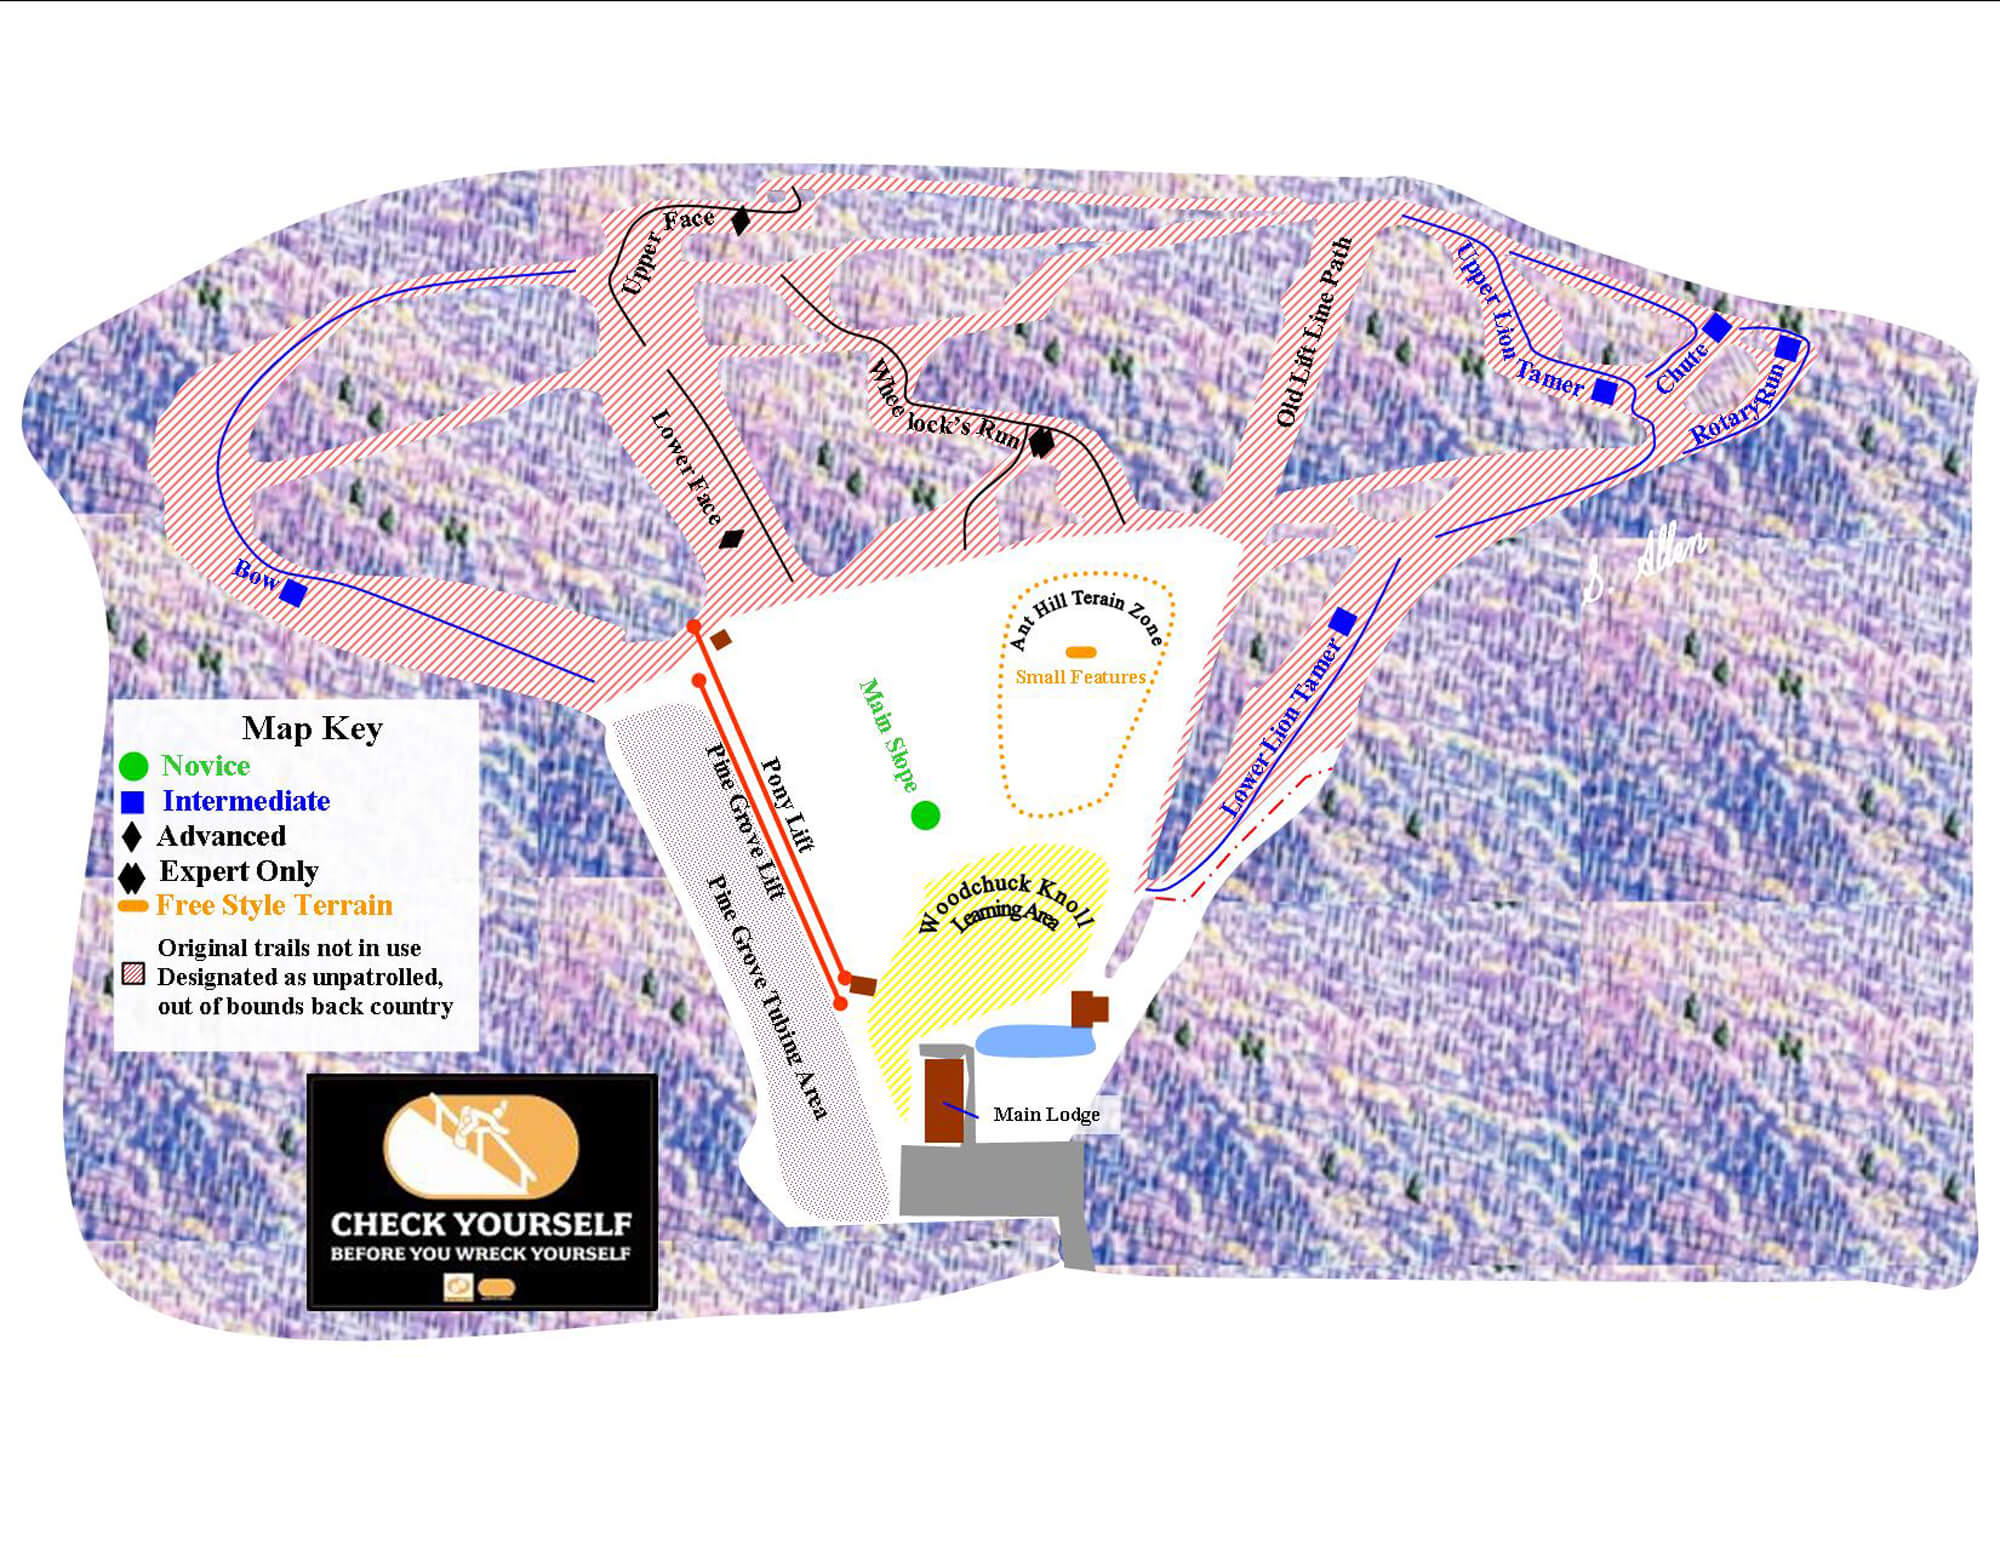 Upper Face
Lower Face
Wheelock's Run
Old Lift Line Path
Upper Lion Tamer
Chute
Rotary Run
Bow
S. Allen
Ant Hill Terain Zone
Small Features
Main Slope
Lower Lion Tamer
Pony Lift
Pine Grove Lift
Pine Grove Tubing Area
Woodchuck Knoll
Learning Area
Main Lodge
Map Key
Novice
Intermediate
Advanced
Expert Only
Free Style Terrain
Original trails not in use
Designated as unpatrolled,
out of bounds back country
CHECK YOURSELF
BEFORE YOU WRECK YOURSELF